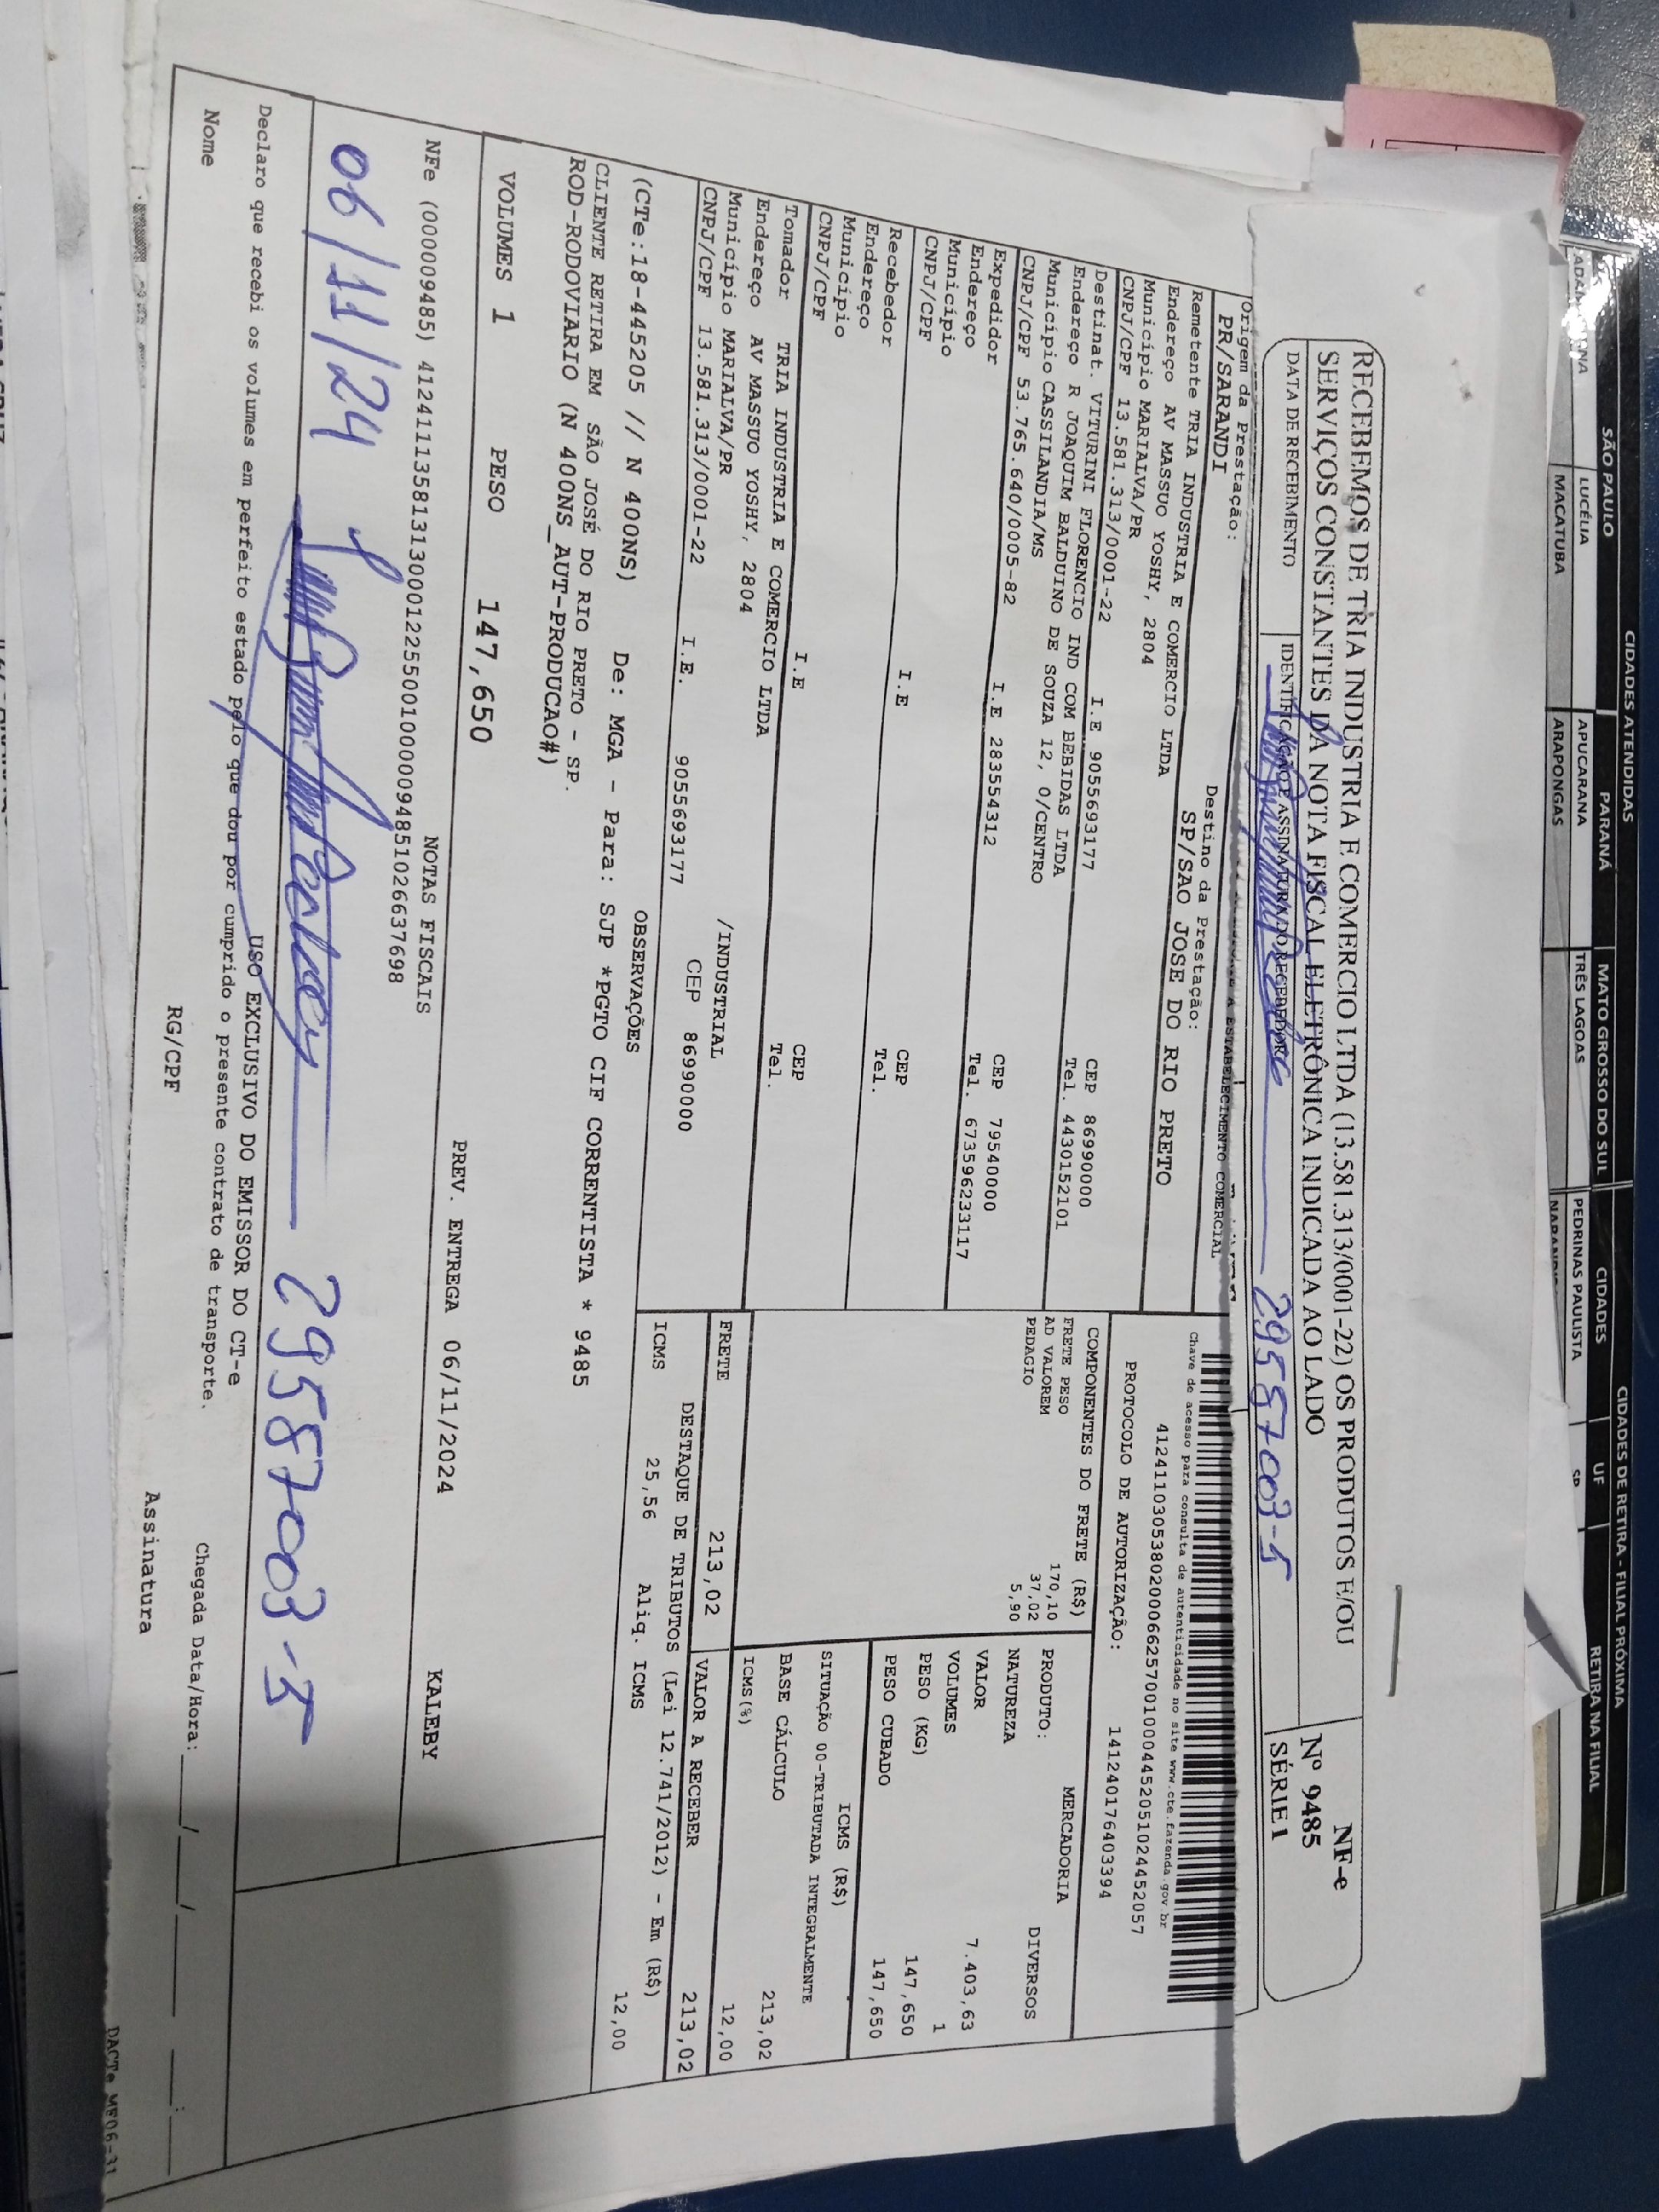 CIDADES ATENDIDAS
CIDADES DE RETIRA - FILIAL PRÓXIMA
SÃO PAULO
PARANÁ
MATO GROSSO DO SUL
CIDADES
UF
RETIRA NA FILIAL
LUCÉLIA
APUCARANA
TRÊS LAGOAS
PEDRINAS PAULISTA
SP
MACATUBA
ARAPONGAS
RECEBEMOS DE TRIA INDUSTRIA E COMERCIO LTDA (13.581.313/0001-22) OS PRODUTOS E/OU
SERVIÇOS CONSTANTES DA NOTA FISCAL ELETRÔNICA INDICADA AO LADO
DATA DE RECEBIMENTO
IDENTIFICAÇÃO E ASSINATURA DO RECEBEDOR
29587003-5
NF-e
Nº 9485
SÉRIE 1
A ESTABELECIMENTO COMERCIAL
Origem da Prestação:
PR/SARANDI
Destino da Prestação:
SP/SAO JOSE DO RIO PRETO
Remetente TRIA INDUSTRIA E COMERCIO LTDA
Endereço AV MASSUO YOSHY, 2804
Município MARIALVA/PR
CEP 86990000
CNPJ/CPF 13.581.313/0001-22
I.E 9055693177
Tel. 4430152101
Destinat. VITURINI FLORENCIO IND COM BEBIDAS LTDA
Endereço R JOAQUIM BALDUINO DE SOUZA 12, 0/CENTRO
Município CASSILANDIA/MS
CEP 79540000
CNPJ/CPF 53.765.640/0005-82
I.E 283554312
Tel. 67359623​3117
Expedidor
Endereço
Município
CEP
CNPJ/CPF
I.E
Tel.
Recebedor
Endereço
Município
CEP
CNPJ/CPF
I.E
Tel.
Tomador TRIA INDUSTRIA E COMERCIO LTDA
Endereço AV MASSUO YOSHY, 2804
/INDUSTRIAL
Município MARIALVA/PR
CEP 86990000
CNPJ/CPF 13.581.313/0001-22
I.E. 9055693177
Chave de acesso para consulta de autenticidade no site www.cte.fazenda.gov.br
41241103053802000662570010004452051024452057
PROTOCOLO DE AUTORIZAÇÃO: 141240176403394
COMPONENTES DO FRETE (R$)
FRETE PESO 170,10
AD VALOREM 37,02
PEDAGIO 5,90
MERCADORIA
PRODUTO:
NATUREZA DIVERSOS
VALOR 7.403,63
VOLUMES 1
PESO (KG) 147,650
PESO CUBADO 147,650
ICMS (R$)
SITUAÇÃO 00-TRIBUTADA INTEGRALMENTE
BASE CÁLCULO 213,02
ICMS(%) 12,00
FRETE 213,02
VALOR A RECEBER 213,02
DESTAQUE DE TRIBUTOS (Lei 12.741/2012) - Em (R$)
ICMS 25,56 Aliq. ICMS 12,00
OBSERVAÇÕES
(CTe:18-445205 // N 400NS) De: MGA - Para: SJP *PGTO CIF CORRENTISTA * 9485
CLIENTE RETIRA EM SÃO JOSÉ DO RIO PRETO - SP.
ROD-RODOVIARIO (N 400NS_AUT-PRODUCAO#)
VOLUMES 1 PESO 147,650
PREV. ENTREGA 06/11/2024
KALEBY
NOTAS FISCAIS
NFe (000009485) 41241113581313000122550010000094851026637698
06/11/24
29587003-5
USO EXCLUSIVO DO EMISSOR DO CT-e
Declaro que recebi os volumes em perfeito estado pelo que dou por cumprido o presente contrato de transporte.
Nome
RG/CPF
Assinatura
Chegada Data/Hora: ___/___/_____ ___:___
DACTe MF06-31